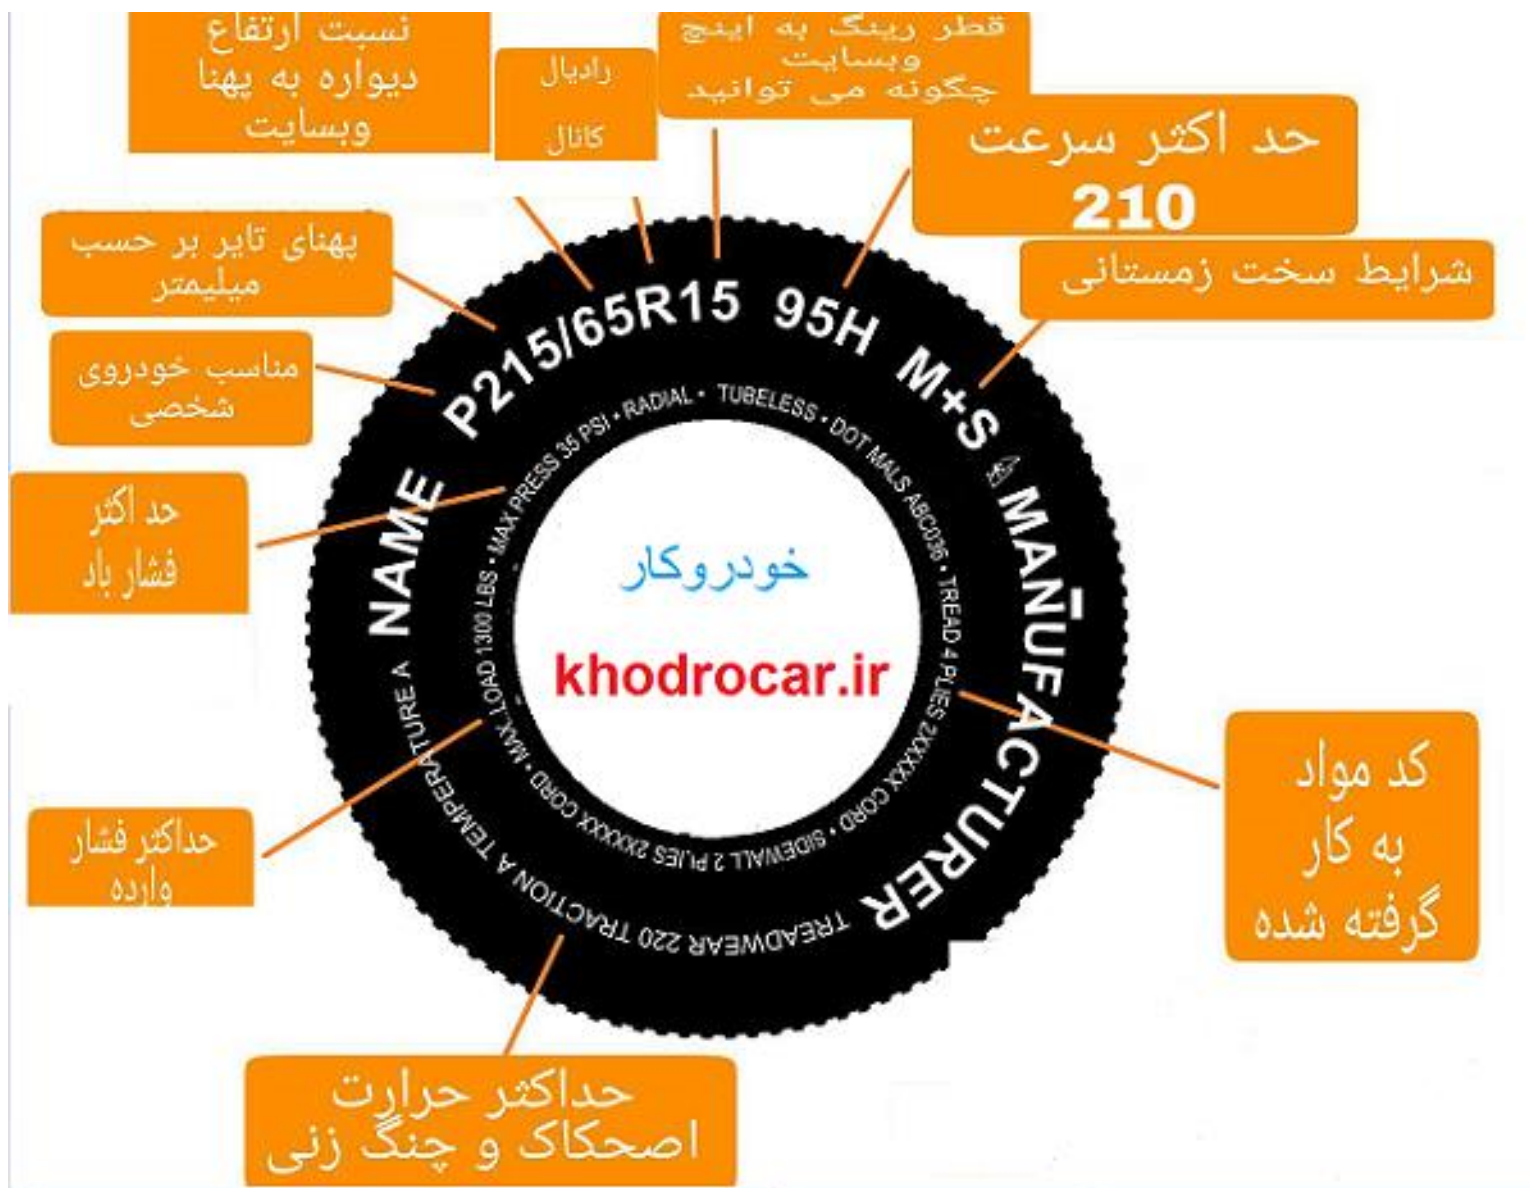 نسبت ارتفاع
دیواره به پهنا
وبسایت
رادیال
کانال
قطر رینگ به اینچ
وبسایت
چگونه می توانید
حد اکثر سرعت
210
شرایط سخت زمستانی
پهنای تایر بر حسب
میلیمتر
مناسب خودروی
شخصی
حد اکثر
فشار باد
حداکثر فشار
وارده
کد مواد
به کار
گرفته شده
حداکثر حرارت
اصحکاک و چنگ زنی
NAME P215/65R15 95H M+S MANUFACTURER
TREADWEAR 220 TRACTION A TEMPERATURE A
MAX. LOAD 1300 LBS • MAX PRESS 35 PSI • RADIAL • TUBELESS • DOT MALS ABC036 • TREAD 4 PLIES 2XXXXX CORD • SIDEWALL 2 PLIES 2XXXXX CORD •
خودروکار
khodrocar.ir